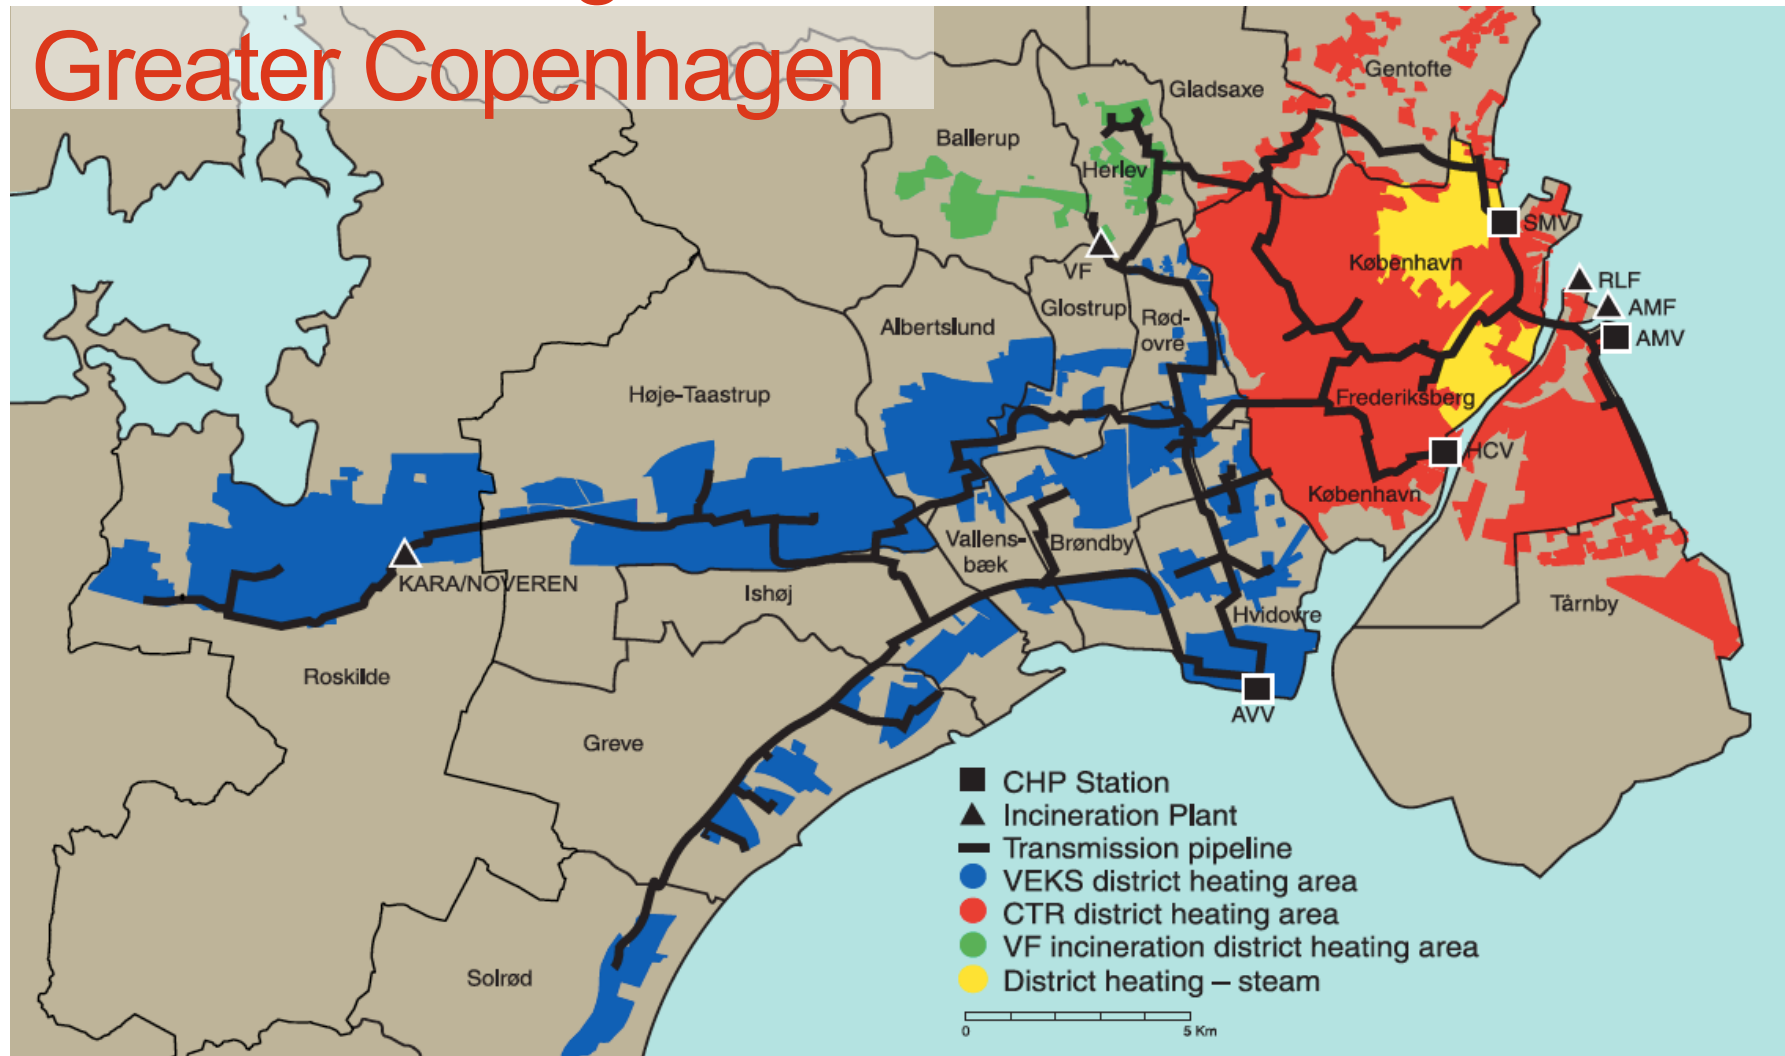 Greater Copenhagen
Gentofte
Gladsaxe
Ballerup
Herlev
SMV
København
VF
RLF
AMF
AMV
Glostrup
Rød-
ovre
Albertslund
Høje-Taastrup
Frederiksberg
HCV
København
Vallens-
bæk
Brøndby
KARA/NOVEREN
Ishøj
Hvidovre
Tårnby
Roskilde
AVV
Greve
Solrød
CHP Station
Incineration Plant
Transmission pipeline
VEKS district heating area
CTR district heating area
VF incineration district heating area
District heating – steam
0 5 Km